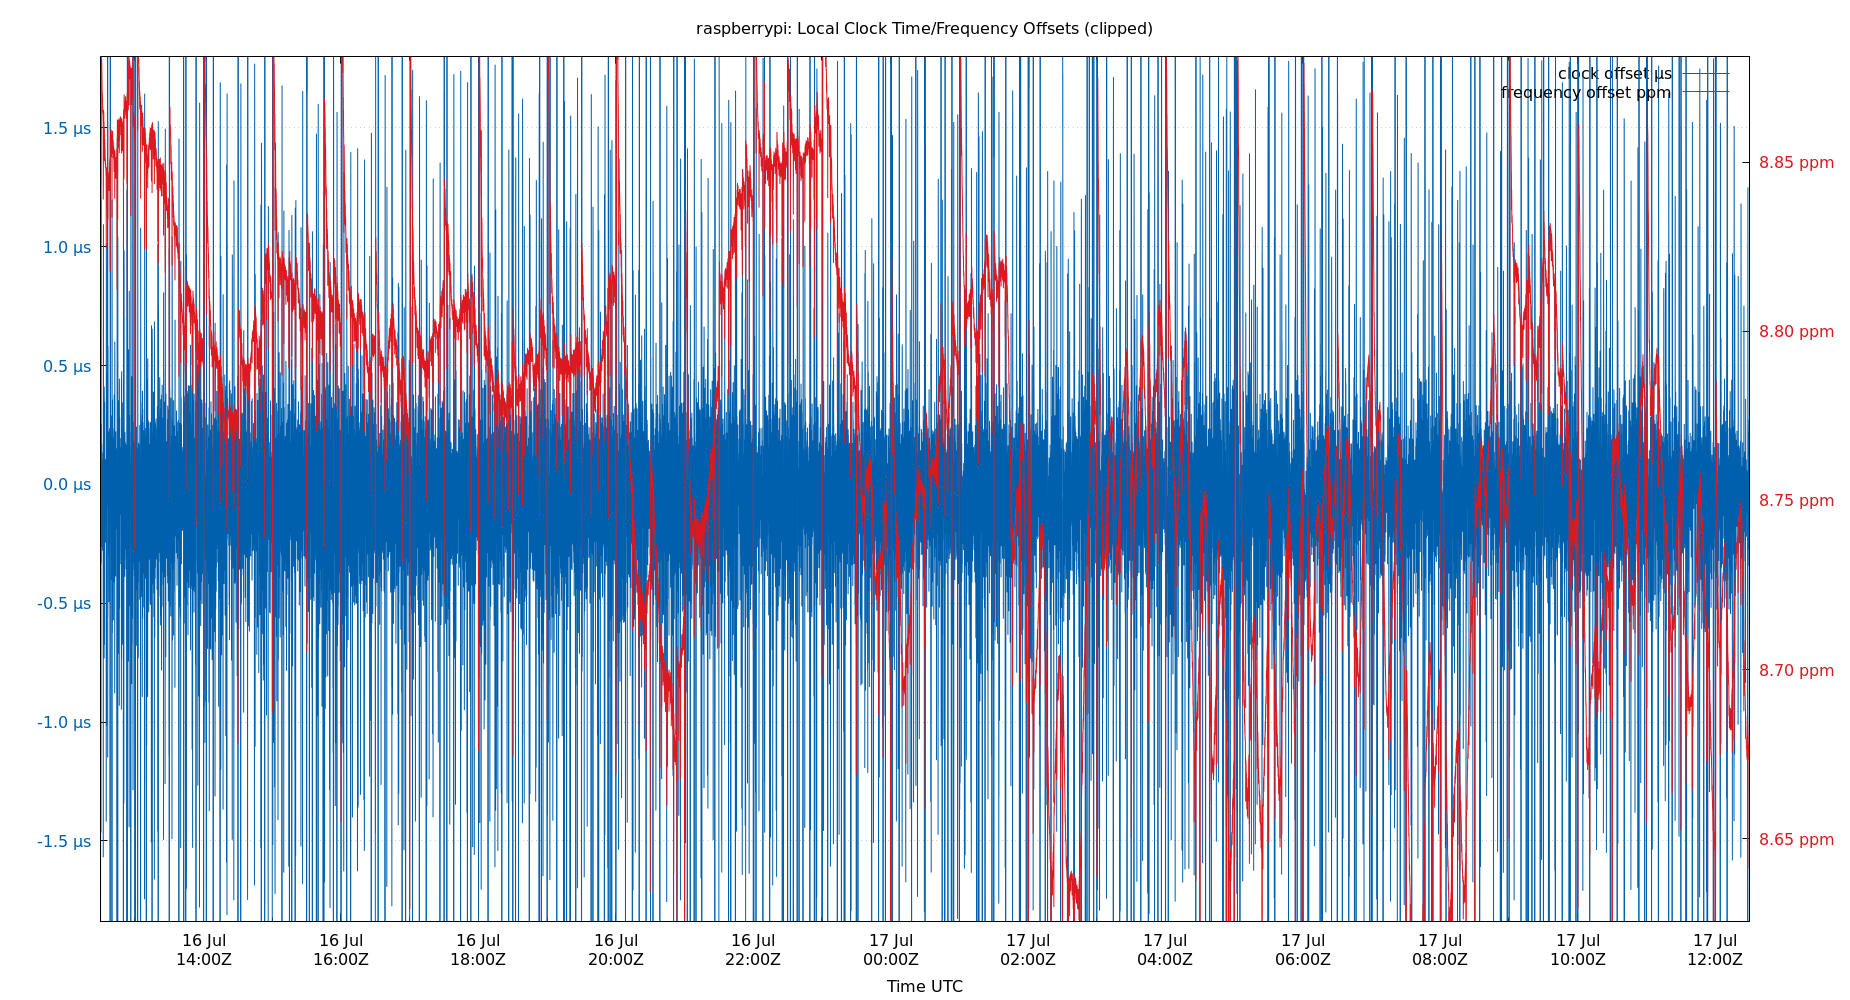 raspberrypi: Local Clock Time/Frequency Offsets (clipped)
clock offset µs
frequency offset ppm
1.5 µs
1.0 µs
0.5 µs
0.0 µs
-0.5 µs
-1.0 µs
-1.5 µs
8.85 ppm
8.80 ppm
8.75 ppm
8.70 ppm
8.65 ppm
16 Jul 16 Jul 16 Jul 16 Jul 16 Jul 17 Jul 17 Jul 17 Jul 17 Jul 17 Jul 17 Jul 17 Jul
14:00Z 16:00Z 18:00Z 20:00Z 22:00Z 00:00Z 02:00Z 04:00Z 06:00Z 08:00Z 10:00Z 12:00Z
Time UTC